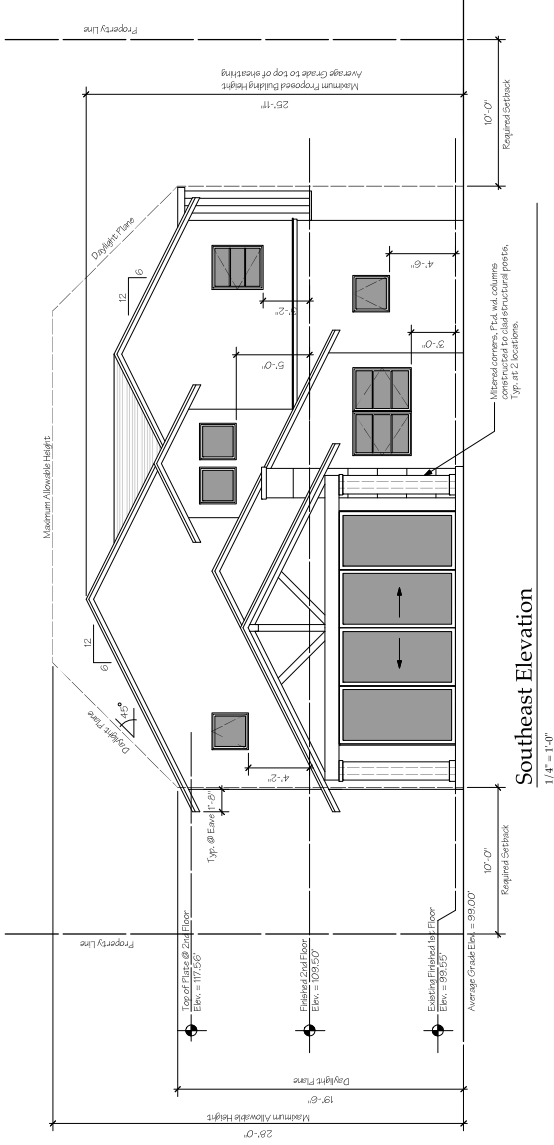 Property Line
Maximum Proposed Building Height
Average Grade to top of sheathing
25'-11"
10'-0"
Required Setback
Maximum Allowable Height
Daylight Plane
12
6
12
6
Daylight Plane
45°
3'-2"
5'-0"
4'-6"
3'-0"
4'-2"
Typ. @ Eave
1'-8"
Mitered corners, Ptd. wd. columns
constructed to clad structural posts,
Typ. at 2 locations.
10'-0"
Required Setback
Property Line
Top of Plate @ 2nd Floor
Elev. = 117.56'
Finished 2nd Floor
Elev. = 109.50'
Existing Finished 1st Floor
Elev. = 99.55'
Average Grade Elev. = 99.00'
Daylight Plane
19'-6"
Maximum Allowable Height
28'-0"
Southeast Elevation
1/4" = 1'-0"